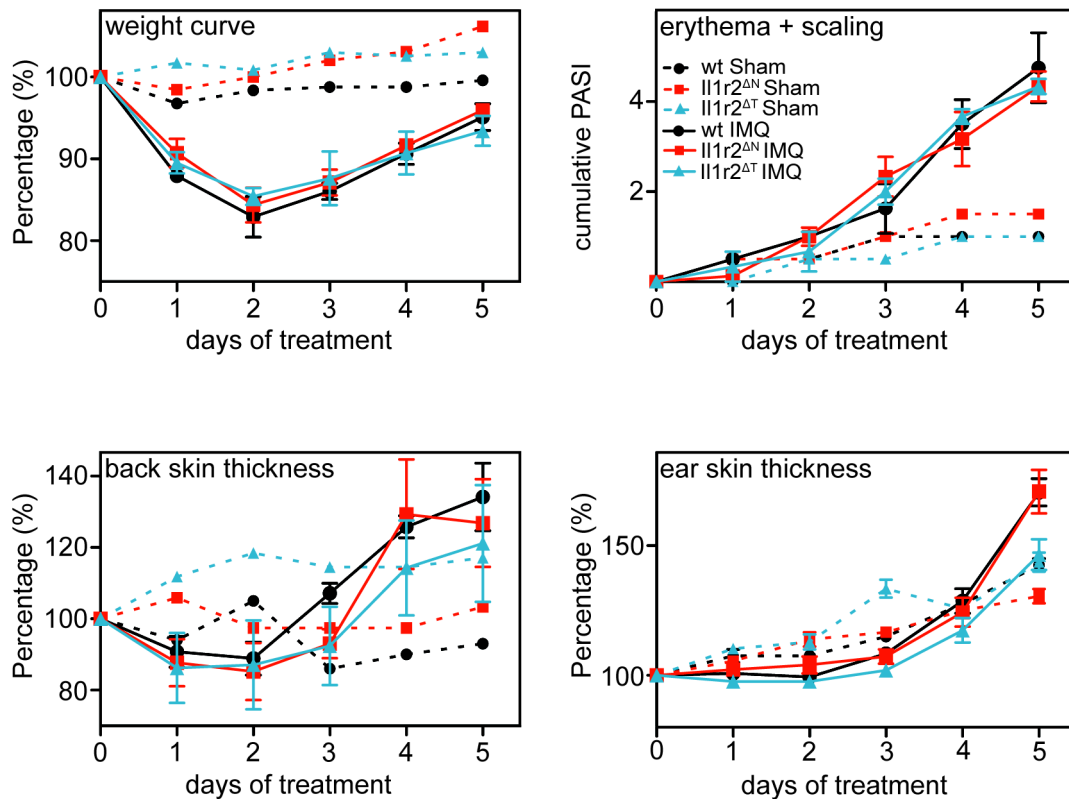 weight curve
Percentage (%)
100
90
80
0 1 2 3 4 5
days of treatment
erythema + scaling
cumulative PASI
4
2
wt Sham
Il1r2ΔN Sham
Il1r2ΔT Sham
wt IMQ
Il1r2ΔN IMQ
Il1r2ΔT IMQ
0 1 2 3 4 5
days of treatment
back skin thickness
Percentage (%)
140
120
100
80
0 1 2 3 4 5
days of treatment
ear skin thickness
Percentage (%)
150
100
0 1 2 3 4 5
days of treatment